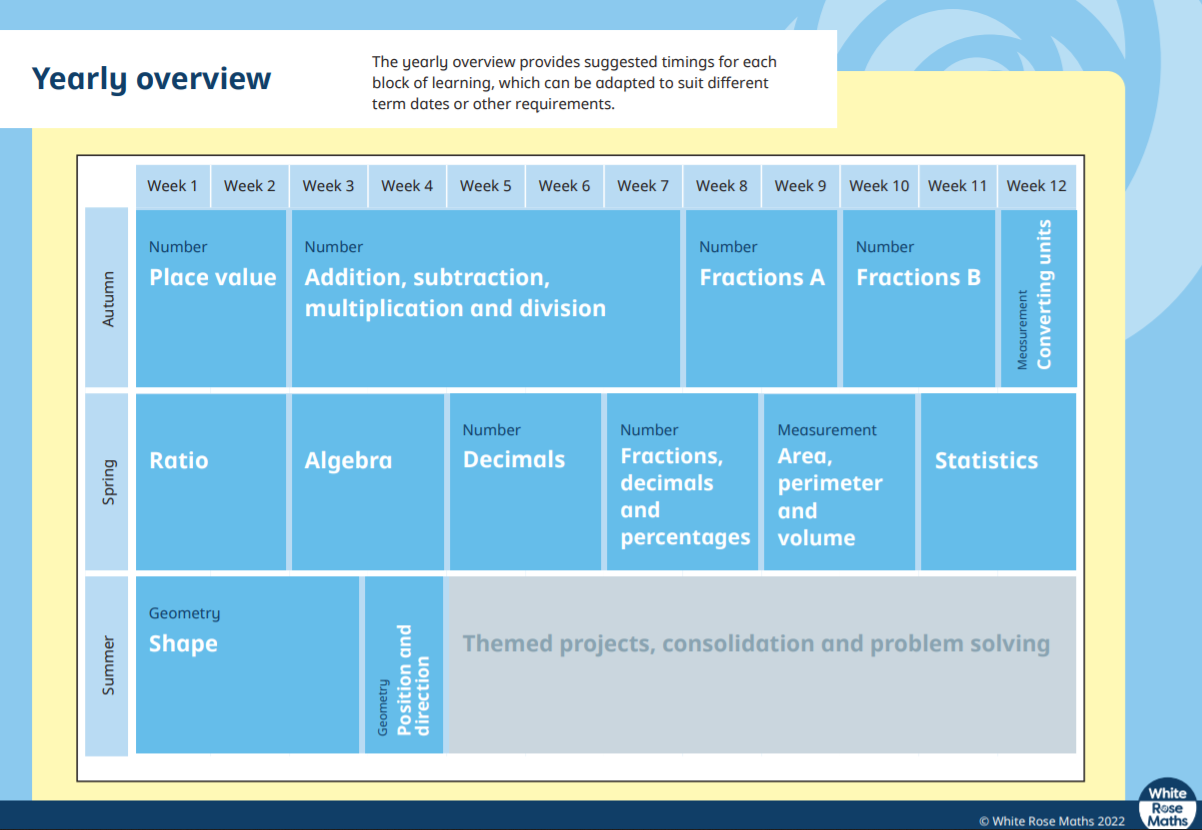 Yearly overview
The yearly overview provides suggested timings for each
block of learning, which can be adapted to suit different
term dates or other requirements.
Week 1 Week 2 Week 3 Week 4 Week 5 Week 6 Week 7 Week 8 Week 9 Week 10 Week 11 Week 12
Autumn
Number
Place value
Number
Addition, subtraction,
multiplication and division
Number
Fractions A
Number
Fractions B
Measurement
Converting units
Spring
Ratio
Algebra
Number
Decimals
Number
Fractions,
decimals
and
percentages
Measurement
Area,
perimeter
and
volume
Statistics
Summer
Geometry
Shape
Geometry
Position and
direction
Themed projects, consolidation and problem solving
© White Rose Maths 2022
White
Rose
Maths